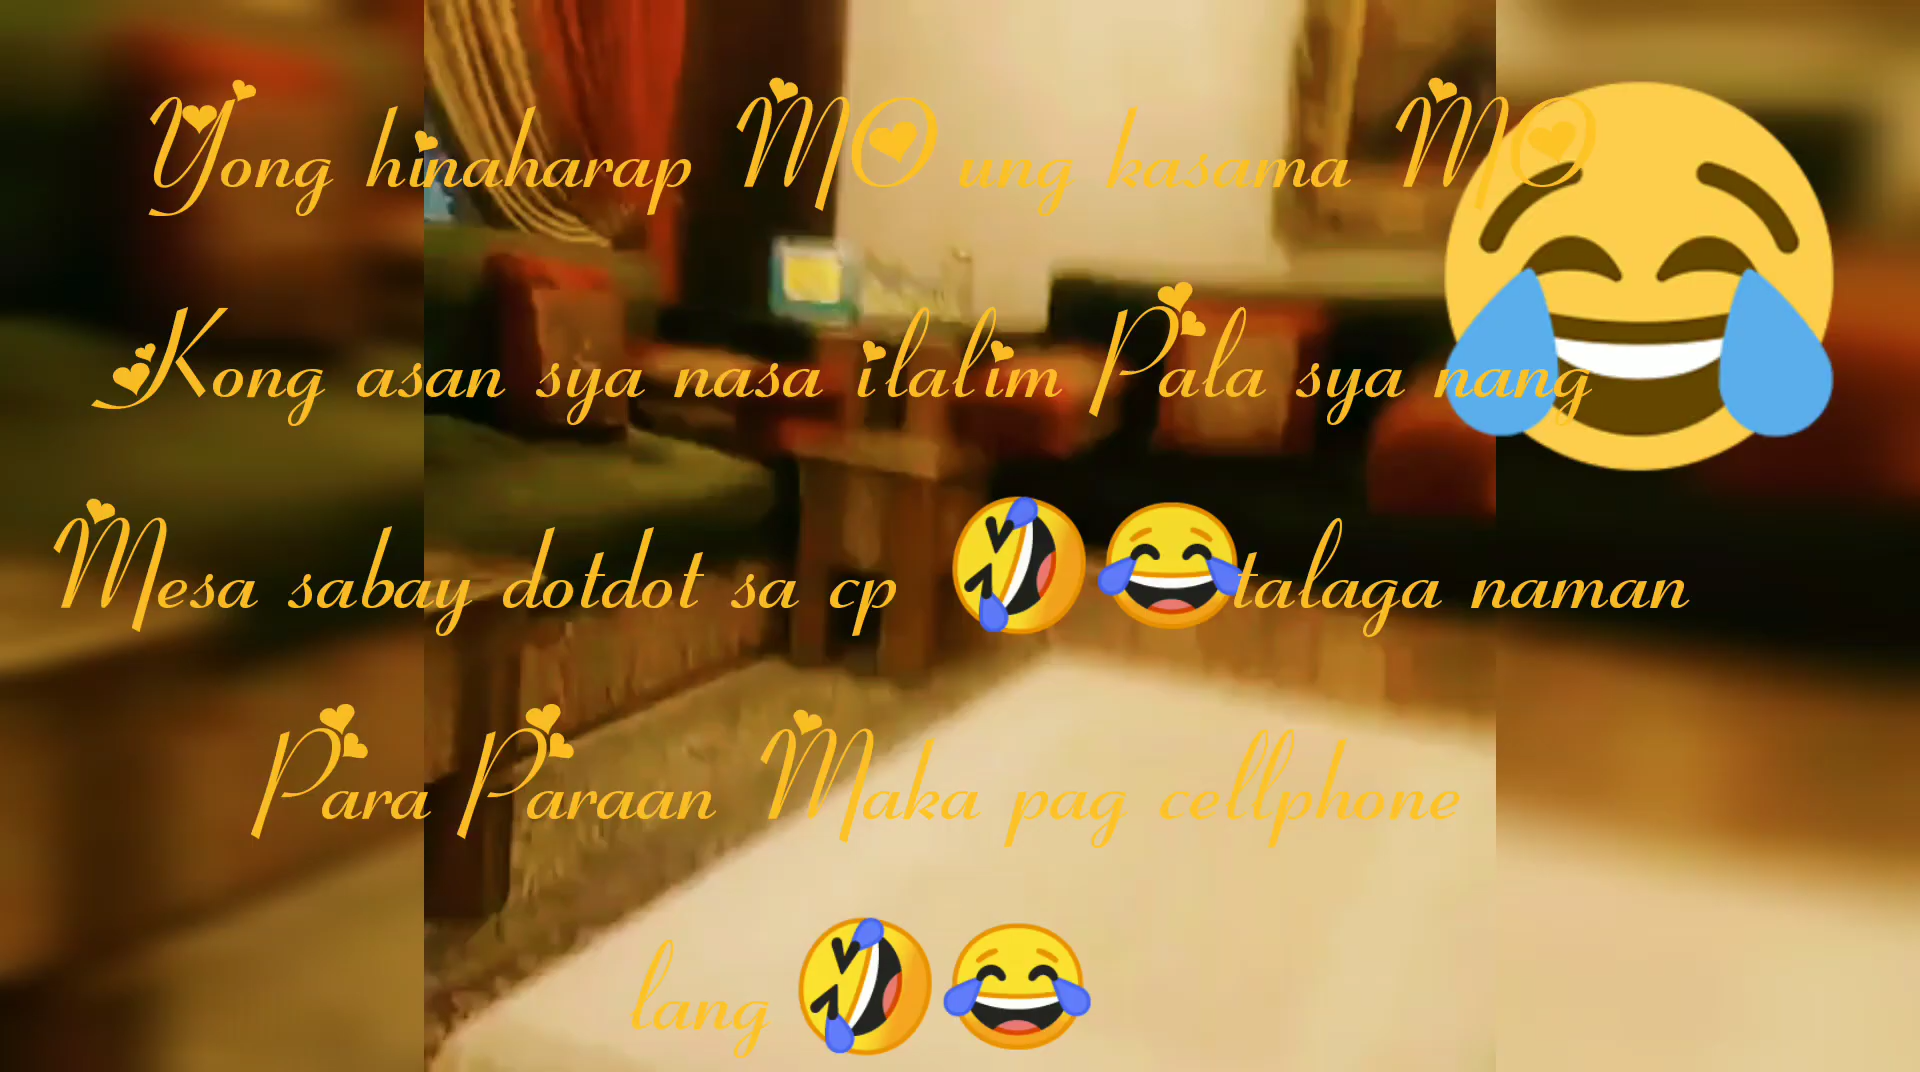 Yong hinaharap MO ung kasama MO
Kong asan sya nasa ilalim Pala sya nang
Mesa sabay dotdot sa cp 🤣😂talaga naman
Para Paraan Maka pag cellphone
lang 🤣😂